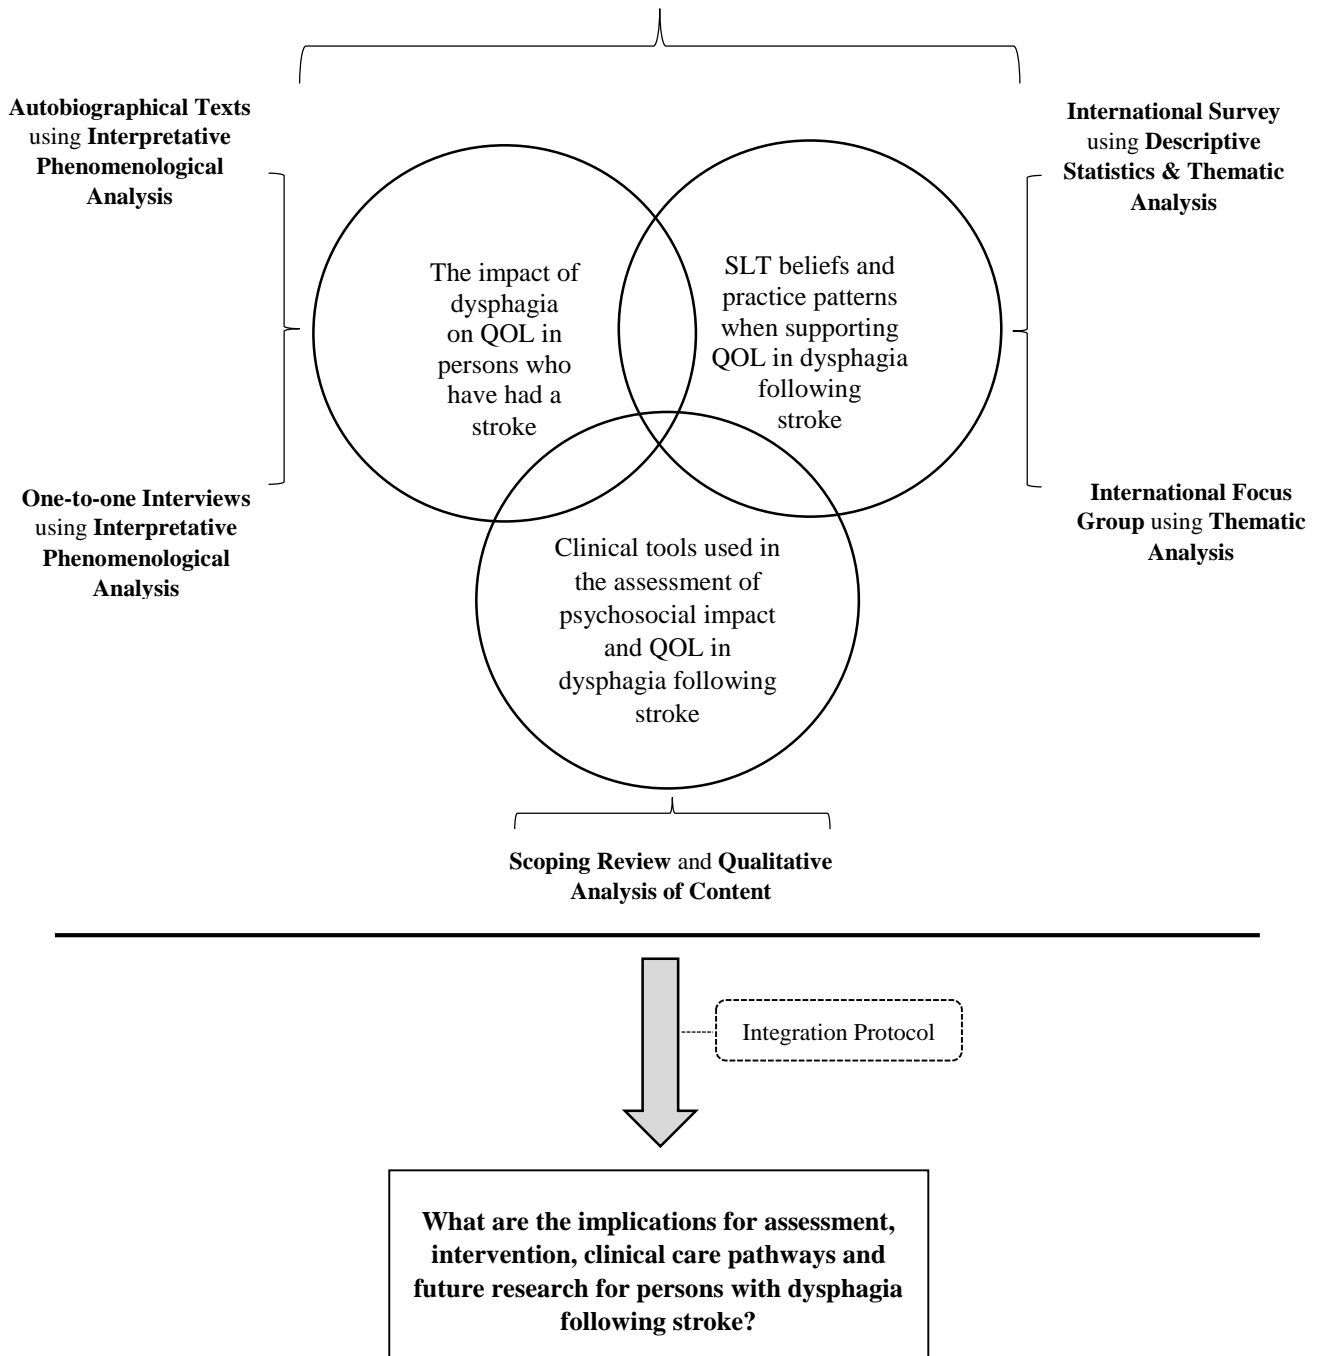 Autobiographical Texts
using Interpretative
Phenomenological
Analysis
International Survey
using Descriptive
Statistics & Thematic
Analysis
The impact of
dysphagia
on QOL in
persons who
have had a
stroke
SLT beliefs and
practice patterns
when supporting
QOL in dysphagia
following
stroke
One-to-one Interviews
using Interpretative
Phenomenological
Analysis
International Focus
Group using Thematic
Analysis
Clinical tools used in
the assessment of
psychosocial impact
and QOL in
dysphagia following
stroke
Scoping Review and Qualitative
Analysis of Content
Integration Protocol
What are the implications for assessment,
intervention, clinical care pathways and
future research for persons with dysphagia
following stroke?